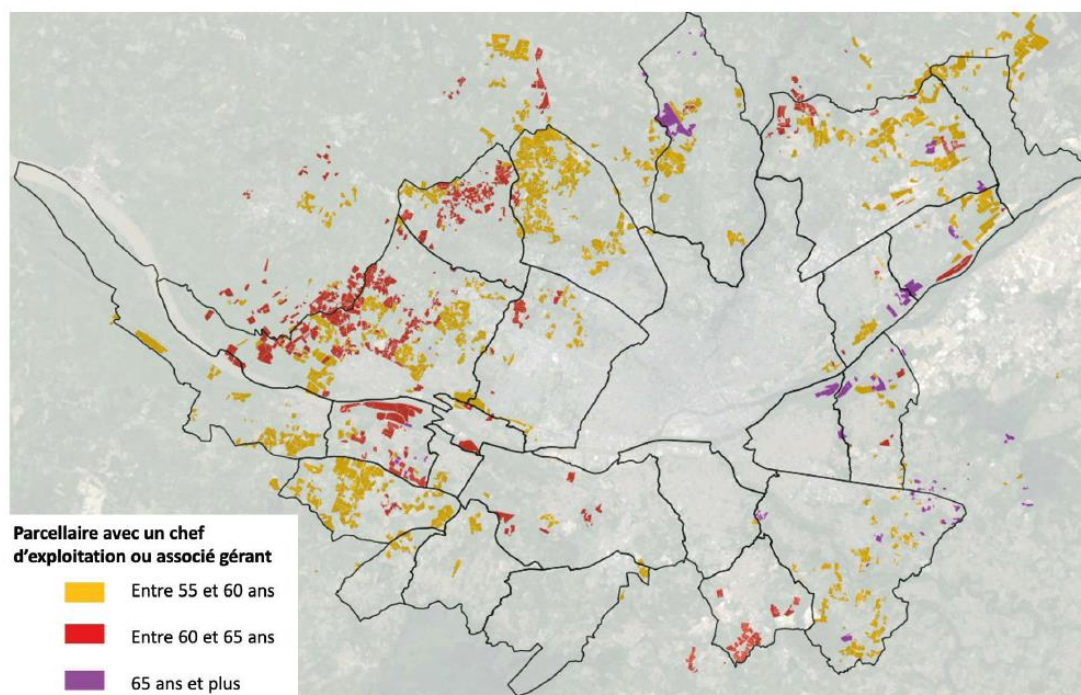 Parcellaire avec un chef
d’exploitation ou associé gérant
Entre 55 et 60 ans
Entre 60 et 65 ans
65 ans et plus